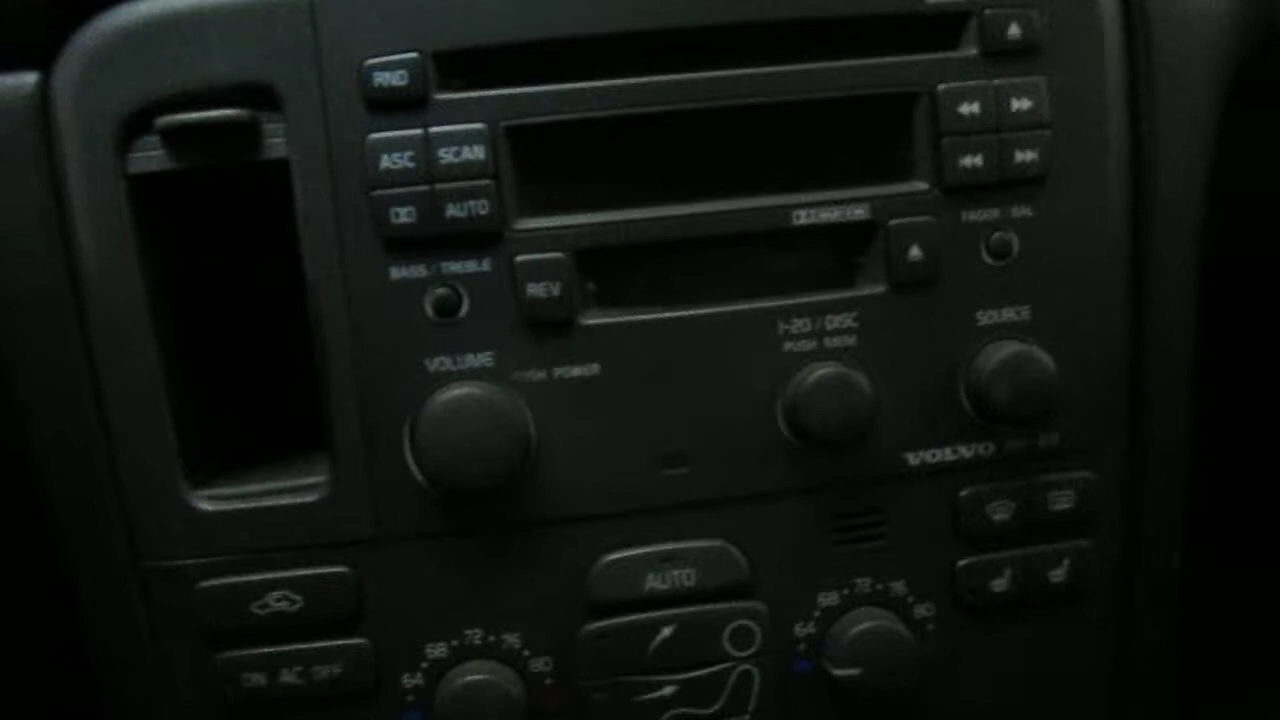 RND
ASC SCAN
AUTO
BASS / TREBLE
REV
FADER / BAL
VOLUME
PUSH POWER
1-20 / DISC
PUSH
SOURCE
VOLVO
AUTO
ON AC OFF
64 68 72 76 80
64 68 72 76 80